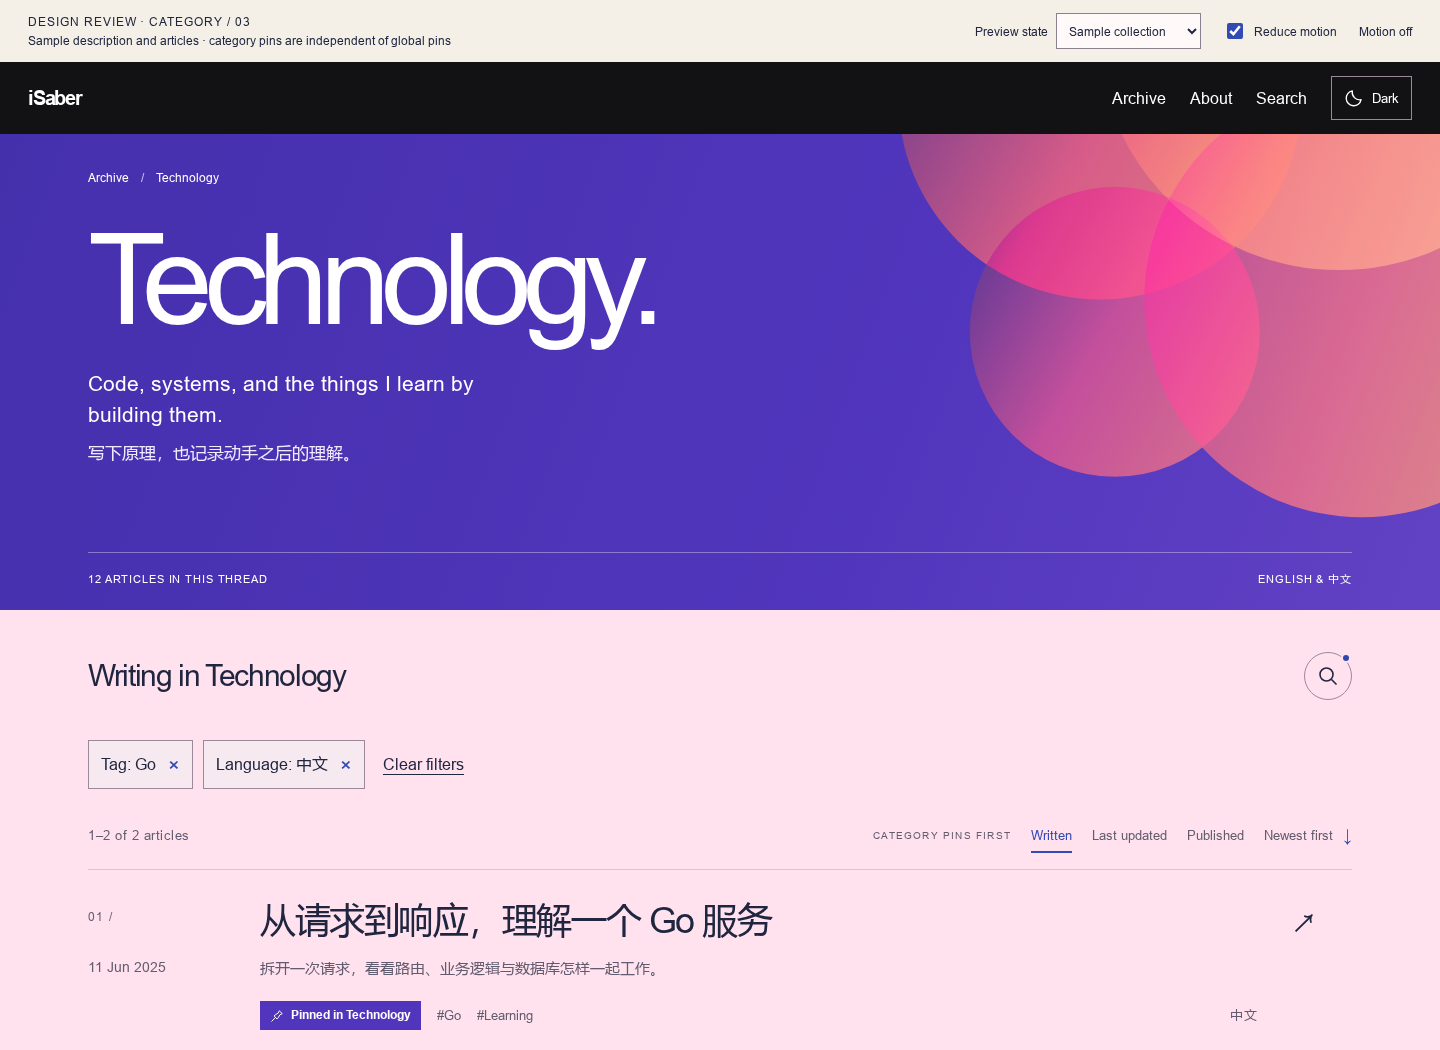 DESIGN REVIEW · CATEGORY / 03
Sample description and articles · category pins are independent of global pins
Preview state
Sample collection
Reduce motion
Motion off
iSaber
Archive
About
Search
Dark
Archive / Technology
Technology.
Code, systems, and the things I learn by
building them.
写下原理，也记录动手之后的理解。
12 ARTICLES IN THIS THREAD
ENGLISH & 中文
Writing in Technology
Tag: Go ×
Language: 中文 ×
Clear filters
1–2 of 2 articles
CATEGORY PINS FIRST
Written
Last updated
Published
Newest first ↓
01 /
从请求到响应，理解一个 Go 服务
↗
11 Jun 2025
拆开一次请求，看看路由、业务逻辑与数据库怎样一起工作。
Pinned in Technology
#Go
#Learning
中文